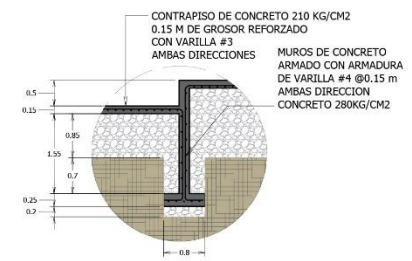 CONTRAPISO DE CONCRETO 210 KG/CM2
0.15 M DE GROSOR REFORZADO
CON VARILLA #3
AMBAS DIRECCIONES
MUROS DE CONCRETO
ARMADO CON ARMADURA
DE VARILLA #4 @0.15 m
AMBAS DIRECCION
CONCRETO 280KG/CM2
0.5
0.15
0.85
1.55
0.7
0.25
0.2
0.8